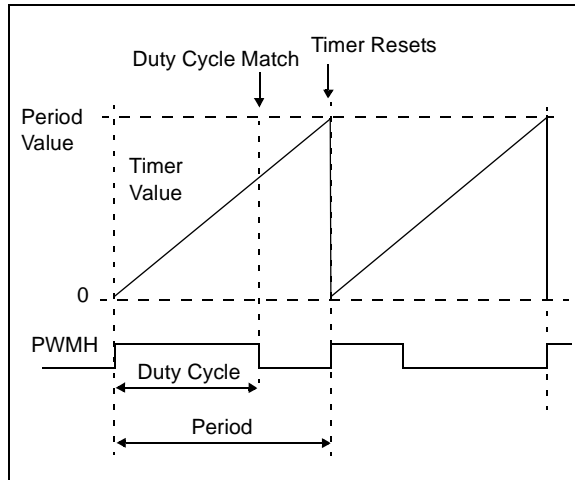 Duty Cycle Match
Timer Resets
Period
Value
Timer
Value
0
PWMH
Duty Cycle
Period